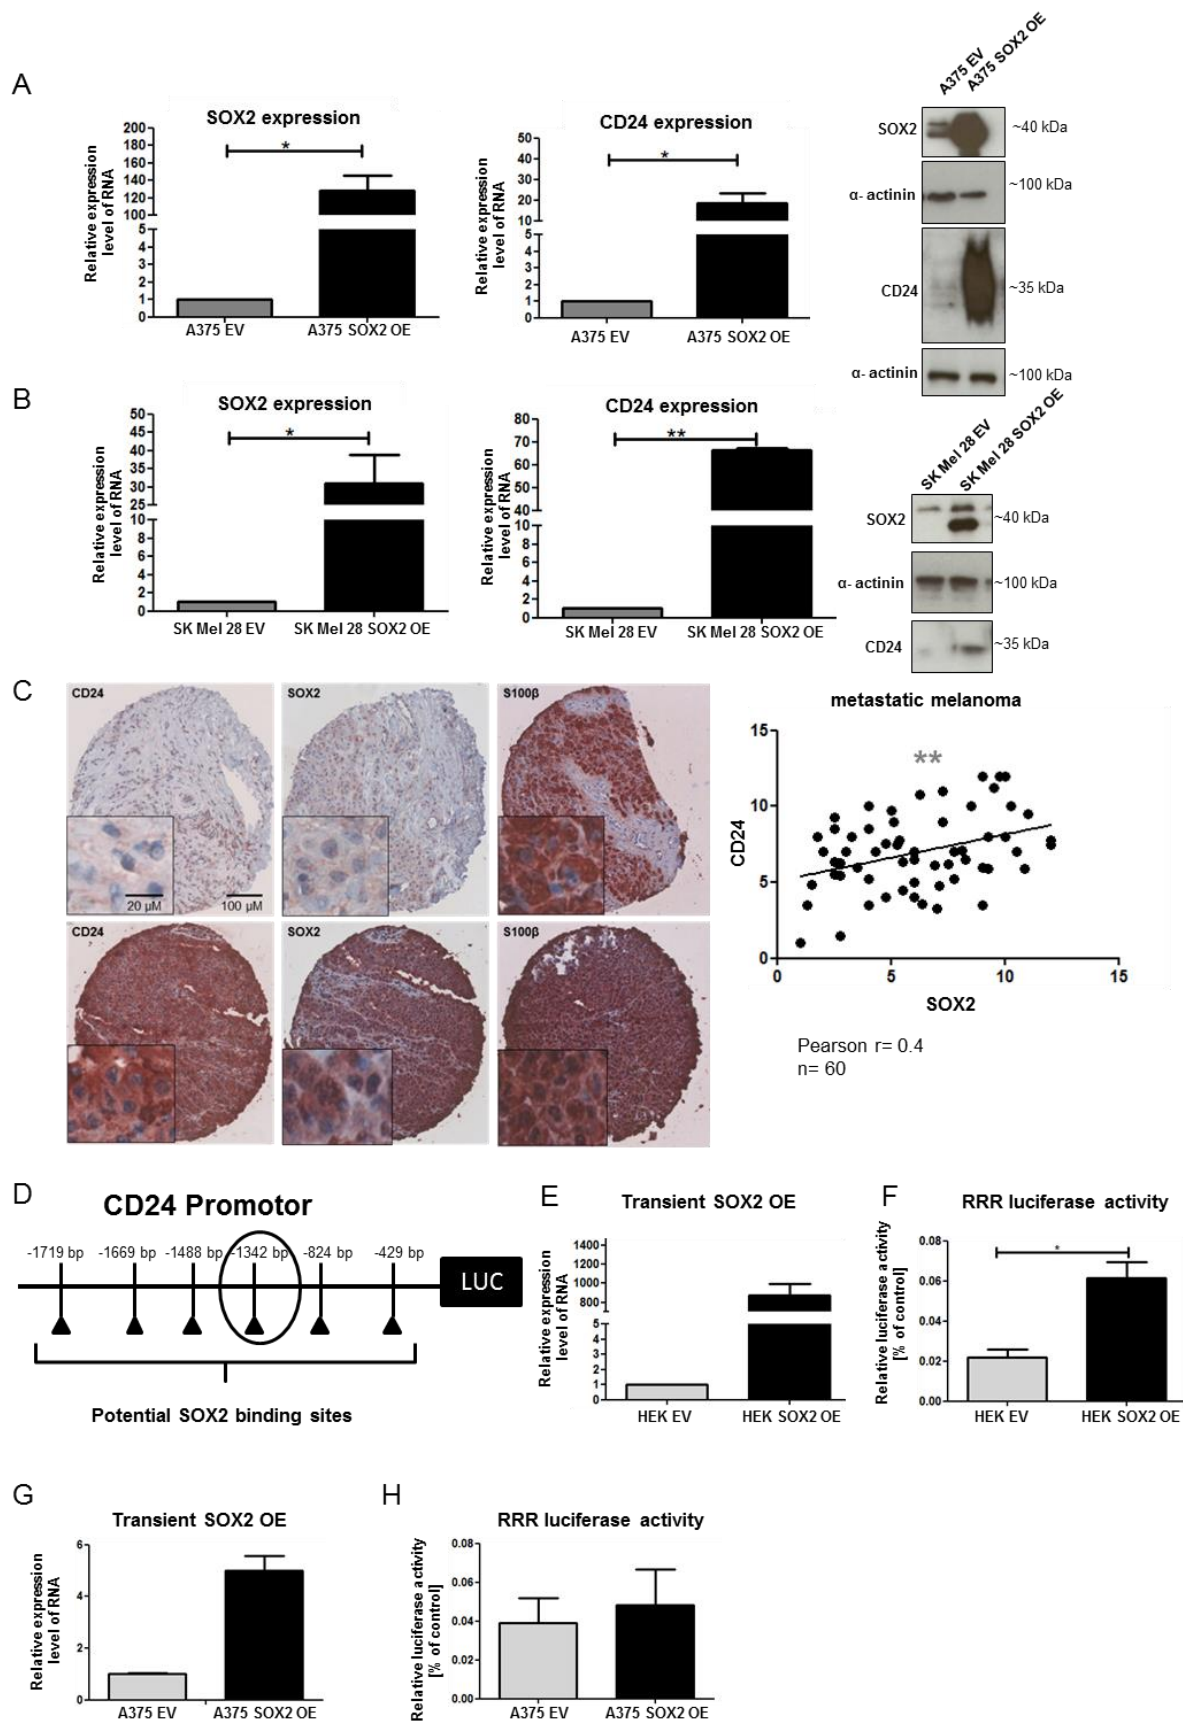 A
SOX2 expression
Relative expression
level of RNA
200
180
160
140
120
100
5
4
3
2
1
0
*
A375 EV
A375 SOX2 OE
CD24 expression
Relative expression
level of RNA
50
40
30
20
10
5
4
3
2
1
0
*
A375 EV
A375 SOX2 OE
A375 EV
A375 SOX2 OE
SOX2
~40 kDa
α- actinin
~100 kDa
CD24
~35 kDa
α- actinin
~100 kDa
B
SOX2 expression
Relative expression
level of RNA
50
45
40
35
30
25
10
8
6
4
2
0
*
SK Mel 28 EV
SK Mel 28 SOX2 OE
CD24 expression
Relative expression
level of RNA
80
70
60
50
40
10
8
6
4
2
0
**
SK Mel 28 EV
SK Mel 28 SOX2 OE
SK Mel 28 EV
SK Mel 28 SOX2 OE
SOX2
~40 kDa
α- actinin
~100 kDa
CD24
~35 kDa
C
CD24
SOX2
S100β
20 µM
100 µM
CD24
SOX2
S100β
metastatic melanoma
**
CD24
15
10
5
0
0
5
10
15
SOX2
Pearson r= 0.4
n= 60
D
CD24 Promotor
-1719 bp
-1669 bp
-1488 bp
-1342 bp
-824 bp
-429 bp
LUC
Potential SOX2 binding sites
E
Transient SOX2 OE
Relative expression
level of RNA
1400
1200
1000
800
5
4
3
2
1
0
HEK EV
HEK SOX2 OE
F
RRR luciferase activity
Relative luciferase activity
[% of control]
0.08
0.06
0.04
0.02
0.00
*
HEK EV
HEK SOX2 OE
G
Transient SOX2 OE
Relative expression
level of RNA
6
4
2
0
A375 EV
A375 SOX2 OE
H
RRR luciferase activity
Relative luciferase activity
[% of control]
0.08
0.06
0.04
0.02
0.00
A375 EV
A375 SOX2 OE